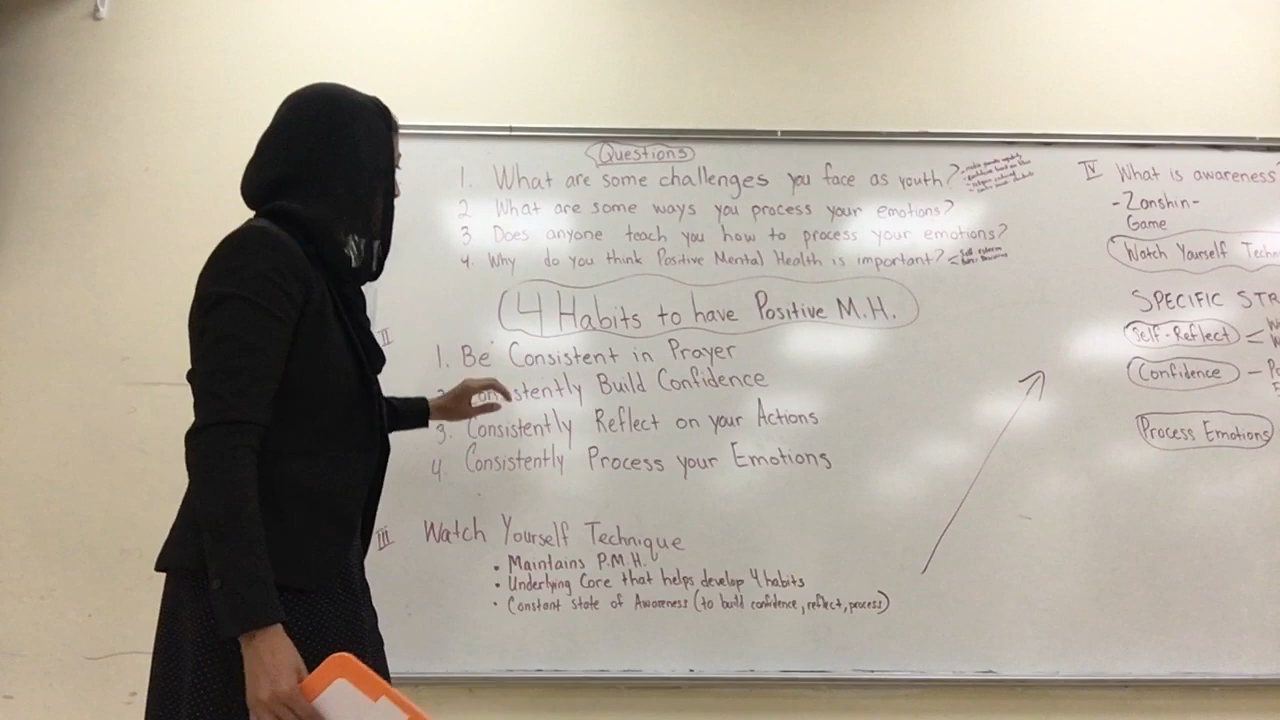 Questions
1. What are some challenges you face as youth?
2 What are some ways you process your emotions?
3 Does anyone teach you how to process your emotions?
4. Why do you think Positive Mental Health is important?
II
4 Habits to have Positive M.H.
1. Be Consistent in Prayer
Build Confidence
3. Consistently Reflect on your Actions
4. Consistently Process your Emotions
III Watch Yourself Technique
• Maintains P.M.H.
• Underlying Core that helps develop 4 habits
• Constant State of Awareness (to build confidence, reflect, process)
IV What is awareness
-Zanshin-
Game
Watch Yourself
SPECIFIC
Self-Reflect <
Confidence -
Process Emotions